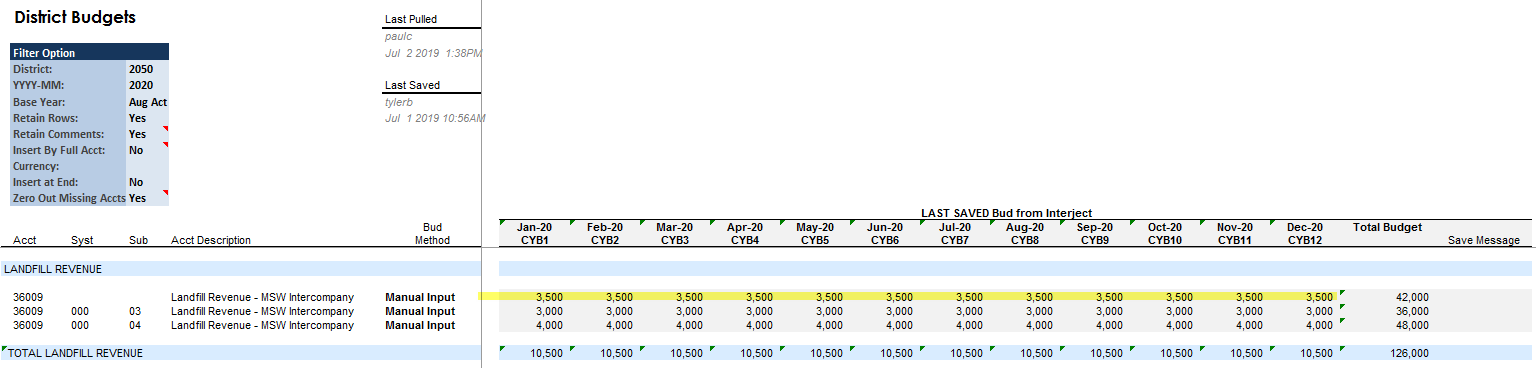 District Budgets
Last Pulled
paulc
Jul 2 2019 1:38PM
Filter Option
District: 2050
YYYY-MM: 2020
Base Year: Aug Act
Retain Rows: Yes
Retain Comments: Yes
Insert By Full Acct: No
Currency:
Insert at End: No
Zero Out Missing Accts Yes
Last Saved
tylerb
Jul 1 2019 10:56AM
LAST SAVED Bud from Interject
Bud Jan-20 Feb-20 Mar-20 Apr-20 May-20 Jun-20 Jul-20 Aug-20 Sep-20 Oct-20 Nov-20 Dec-20 Total Budget
Acct Syst Sub Acct Description Method CYB1 CYB2 CYB3 CYB4 CYB5 CYB6 CYB7 CYB8 CYB9 CYB10 CYB11 CYB12 Save Message
LANDFILL REVENUE
36009 Landfill Revenue - MSW Intercompany Manual Input 3,500 3,500 3,500 3,500 3,500 3,500 3,500 3,500 3,500 3,500 3,500 3,500 42,000
36009 000 03 Landfill Revenue - MSW Intercompany Manual Input 3,000 3,000 3,000 3,000 3,000 3,000 3,000 3,000 3,000 3,000 3,000 3,000 36,000
36009 000 04 Landfill Revenue - MSW Intercompany Manual Input 4,000 4,000 4,000 4,000 4,000 4,000 4,000 4,000 4,000 4,000 4,000 4,000 48,000
TOTAL LANDFILL REVENUE 10,500 10,500 10,500 10,500 10,500 10,500 10,500 10,500 10,500 10,500 10,500 10,500 126,000